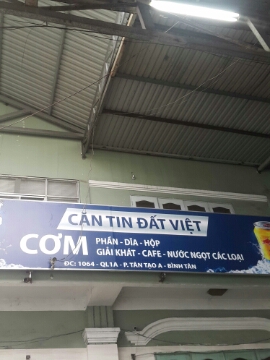 CĂN TIN ĐẤT VIỆT
CƠM PHẦN - DĨA - HỘP
GIẢI KHÁT - CAFE - NƯỚC NGỌT CÁC LOẠI
ĐC: 1064 - QL1A - P. TÂN TẠO A - BÌNH TÂN